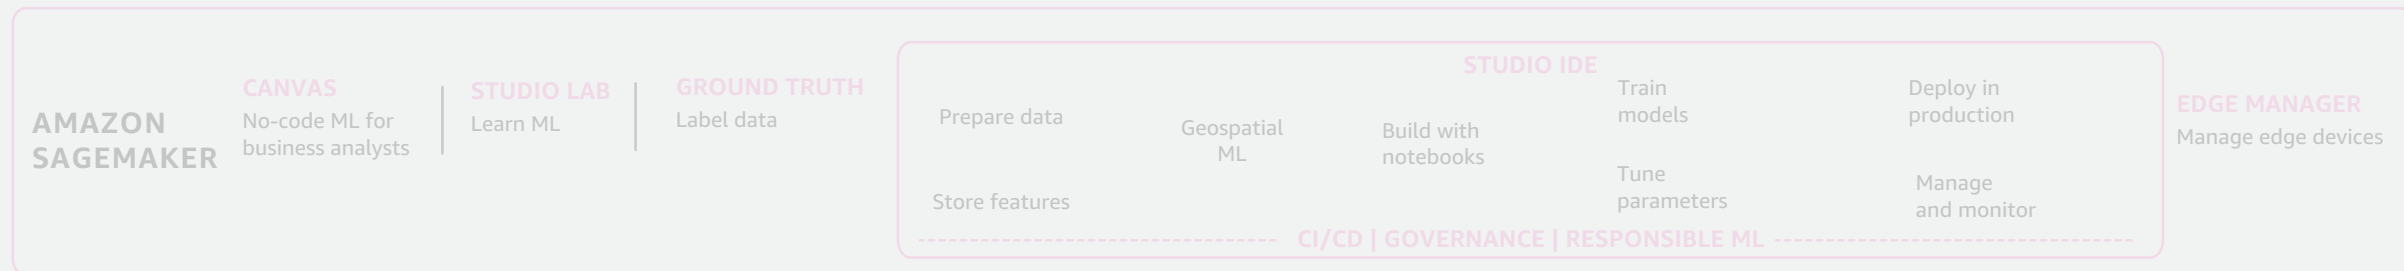 AMAZON
SAGEMAKER
CANVAS
No-code ML for
business analysts
STUDIO LAB
Learn ML
GROUND TRUTH
Label data
STUDIO IDE
Prepare data
Store features
Geospatial
ML
Build with
notebooks
Train
models
Tune
parameters
Deploy in
production
Manage
and monitor
CI/CD | GOVERNANCE | RESPONSIBLE ML
EDGE MANAGER
Manage edge devices